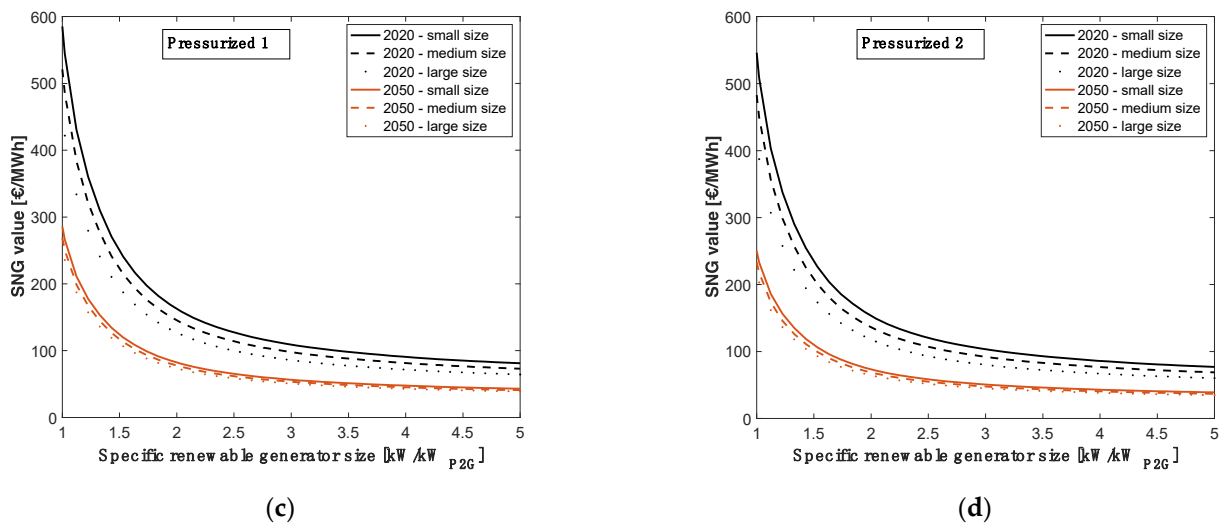 600
500
400
300
200
100
0
SNG value [€/MWh]
Pressurized 1
2020 - small size
2020 - medium size
2020 - large size
2050 - small size
2050 - medium size
2050 - large size
1 1.5 2 2.5 3 3.5 4 4.5 5
Specific renewable generator size [kW/kW P2G]
(c)
600
500
400
300
200
100
0
SNG value [€/MWh]
Pressurized 2
2020 - small size
2020 - medium size
2020 - large size
2050 - small size
2050 - medium size
2050 - large size
1 1.5 2 2.5 3 3.5 4 4.5 5
Specific renewable generator size [kW/kW P2G]
(d)